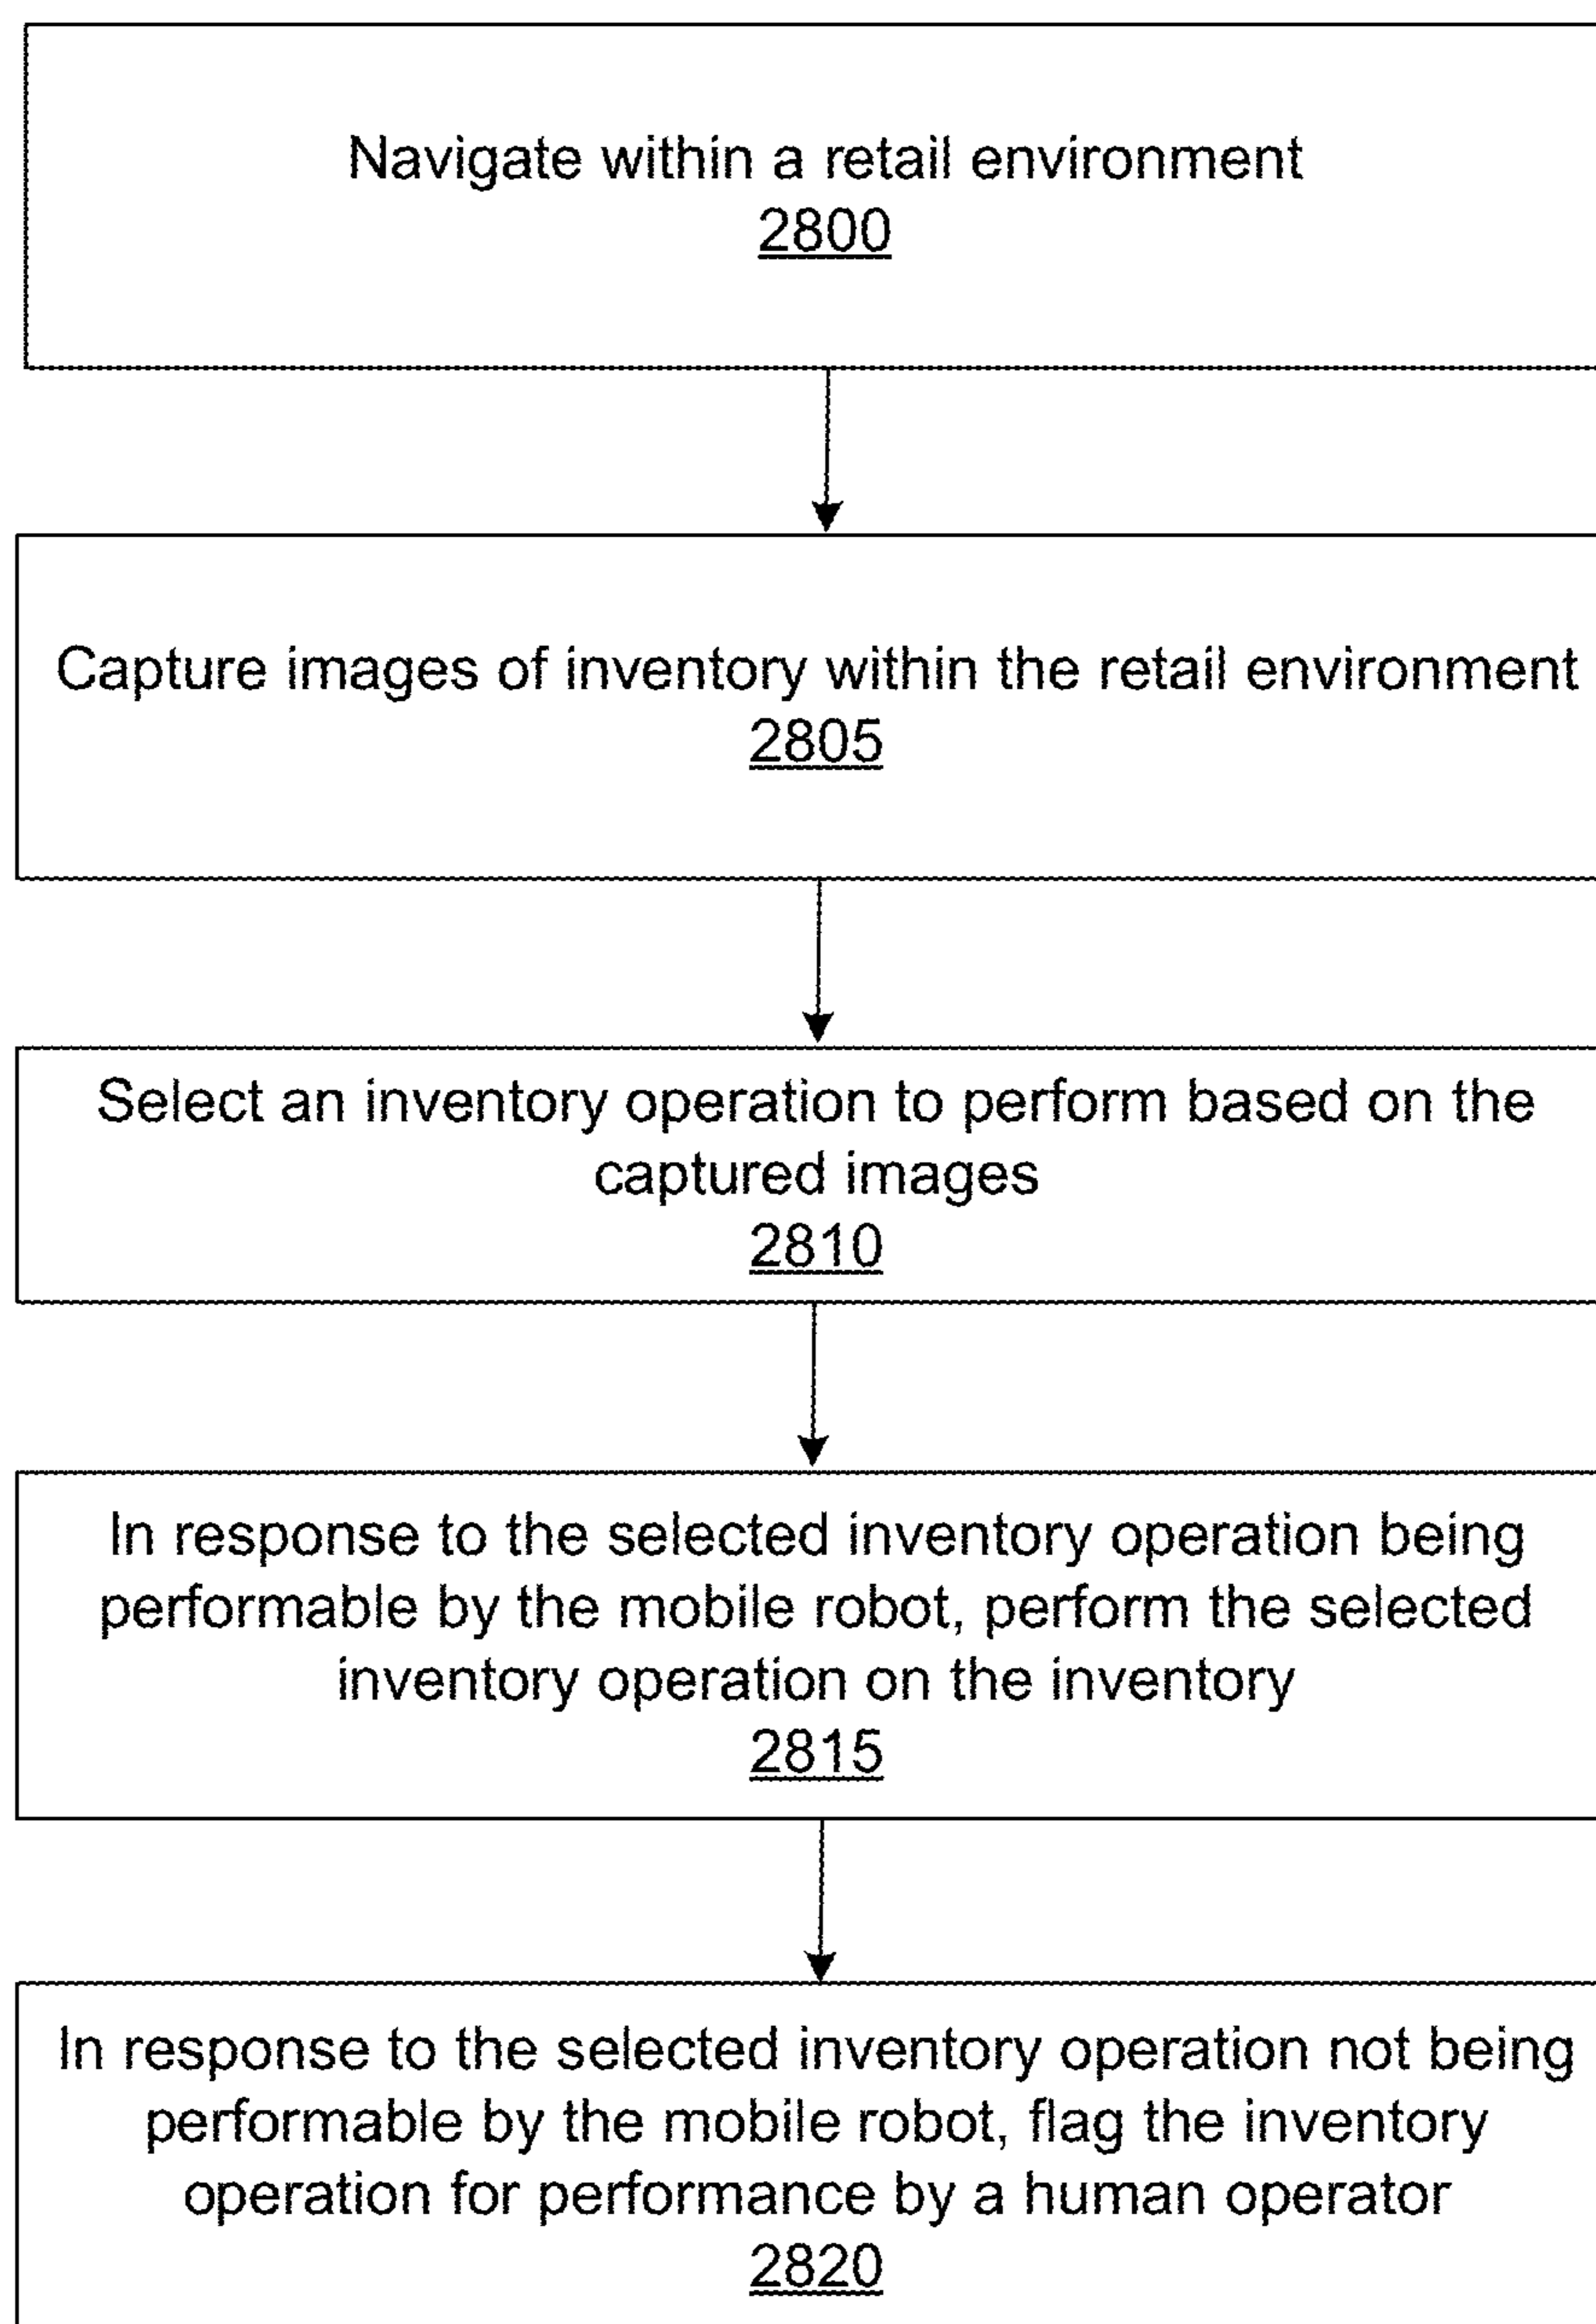 Navigate within a retail environment
2800
Capture images of inventory within the retail environment
2805
Select an inventory operation to perform based on the
captured images
2810
In response to the selected inventory operation being
performable by the mobile robot, perform the selected
inventory operation on the inventory
2815
In response to the selected inventory operation not being
performable by the mobile robot, flag the inventory
operation for performance by a human operator
2820